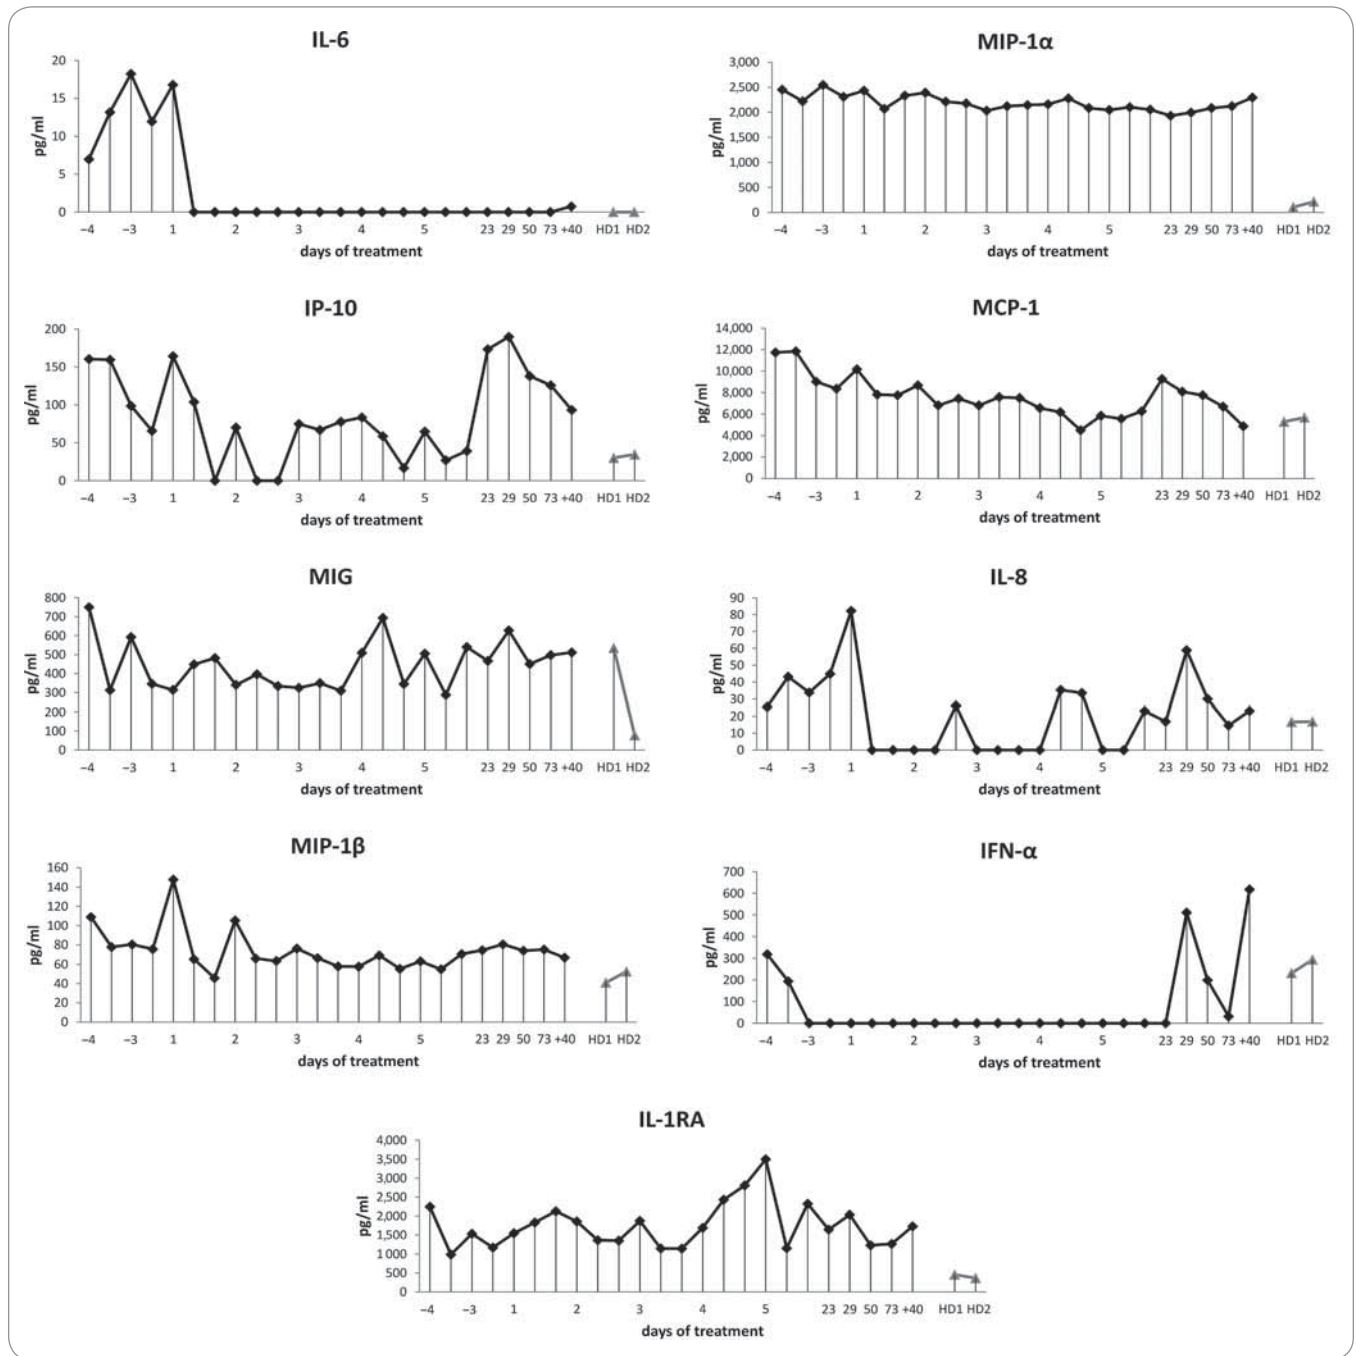 IL-6
20
15
10
5
0
pg/ml
−4 −3 1 2 3 4 5 23 29 50 73 +40 HD1 HD2
days of treatment
MIP-1α
3,000
2,500
2,000
1,500
1,000
500
0
pg/ml
−4 −3 1 2 3 4 5 23 29 50 73 +40 HD1 HD2
days of treatment
IP-10
200
150
100
50
0
pg/ml
−4 −3 1 2 3 4 5 23 29 50 73 +40 HD1 HD2
days of treatment
MCP-1
14,000
12,000
10,000
8,000
6,000
4,000
2,000
0
pg/ml
−4 −3 1 2 3 4 5 23 29 50 73 +40 HD1 HD2
days of treatment
MIG
800
700
600
500
400
300
200
100
0
pg/ml
−4 −3 1 2 3 4 5 23 29 50 73 +40 HD1 HD2
days of treatment
IL-8
90
80
70
60
50
40
30
20
10
0
pg/ml
−4 −3 1 2 3 4 5 23 29 50 73 +40 HD1 HD2
days of treatment
MIP-1β
160
140
120
100
80
60
40
20
0
pg/ml
−4 −3 1 2 3 4 5 23 29 50 73 +40 HD1 HD2
days of treatment
IFN-α
700
600
500
400
300
200
100
0
pg/ml
−4 −3 1 2 3 4 5 23 29 50 73 +40 HD1 HD2
days of treatment
IL-1RA
4,000
3,500
3,000
2,500
2,000
1,500
1 000
500
0
pg/ml
−4 −3 1 2 3 4 5 23 29 50 73 +40 HD1 HD2
days of treatment